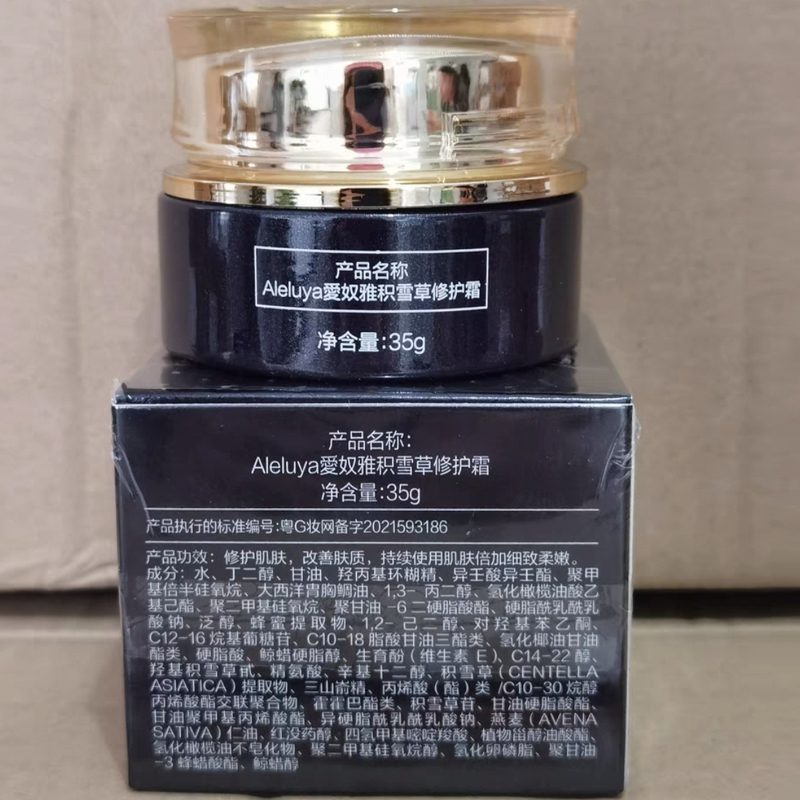 产品名称
Aleluya愛奴雅积雪草修护霜
净含量:35g
产品名称:
Aleluya愛奴雅积雪草修护霜
净含量:35g
产品执行的标准编号:粤G妆网备字2021593186
产品功效：修护肌肤，改善肤质，持续使用肌肤倍加细致柔嫩。
成分：水、丁二醇、甘油、羟丙基环糊精、异壬酸异壬酯、聚甲
基倍半硅氧烷、大西洋胄胸鲷油、1,3-丙二醇、氢化橄榄油酸乙
基己酯、聚二甲基硅氧烷、聚甘油-6二硬脂酸酯、硬脂酰乳酰乳
酸钠、泛醇、蜂蜜提取物、1,2-己二醇、对羟基苯乙酮、
C12-16烷基葡糖苷、C10-18脂酸甘油三酯类、氢化椰油甘油
酯类、硬脂酸、鲸蜡硬脂醇、生育酚（维生素 E）、C14-22醇、
羟基积雪草甙、精氨酸、辛基十二醇、积雪草（CENTELLA
ASIATICA）提取物、三山嵛精、丙烯酸（酯）类/C10-30烷醇
丙烯酸酯交联聚合物、霍霍巴酯类、积雪草苷、甘油硬脂酸酯、
甘油聚甲基丙烯酸酯、异硬脂酰乳酰乳酸钠、燕麦（AVENA
SATIVA）仁油、红没药醇、四氢甲基嘧啶羧酸、植物甾醇油酸酯、
氢化橄榄油不皂化物、聚二甲基硅氧烷醇、氢化卵磷脂、聚甘油
-3蜂蜡酸酯、鲸蜡醇